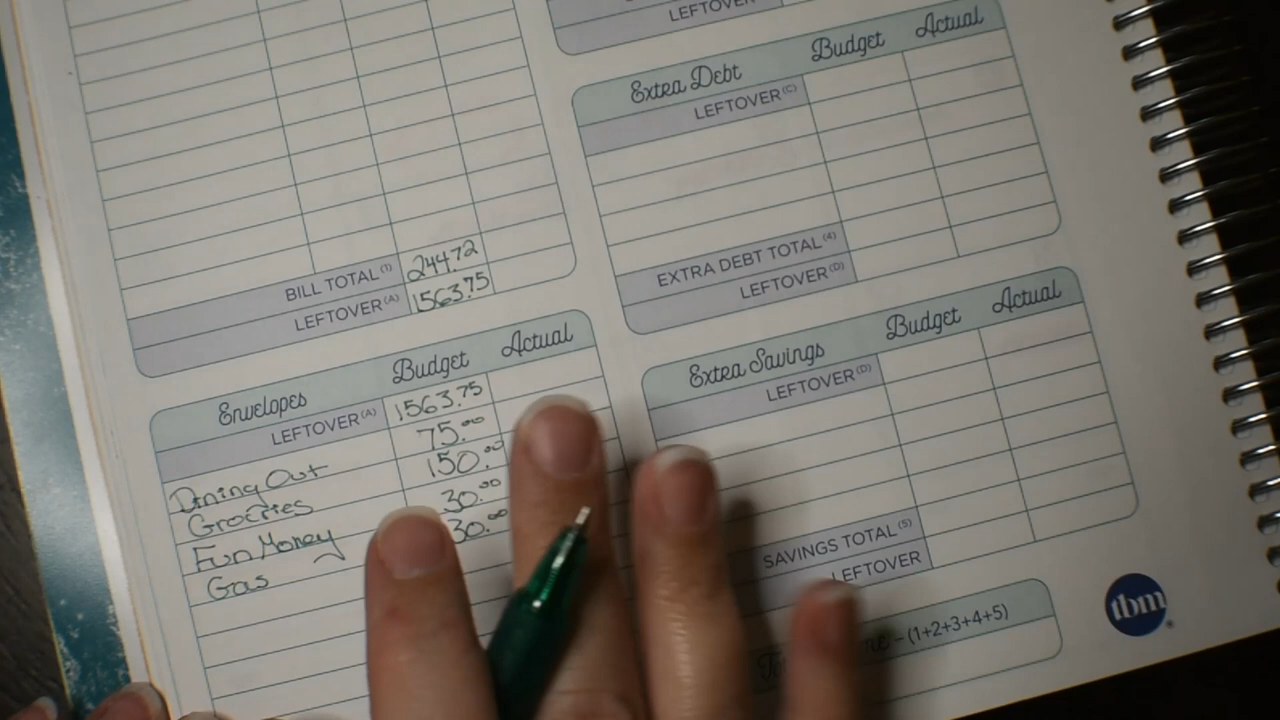 BILL TOTAL (1) 244.72
LEFTOVER (A) 1563.75
Envelopes Budget Actual
LEFTOVER (A) 1563.75
Dining Out 75.00
Groceries 150.00
Fun Money 30.00
Gas 30.00
LEFTOVER
Extra Debt Budget Actual
LEFTOVER (C)
EXTRA DEBT TOTAL (4)
LEFTOVER (D)
Extra Savings Budget Actual
LEFTOVER (D)
SAVINGS TOTAL (5)
LEFTOVER
-(1+2+3+4+5)
tbm